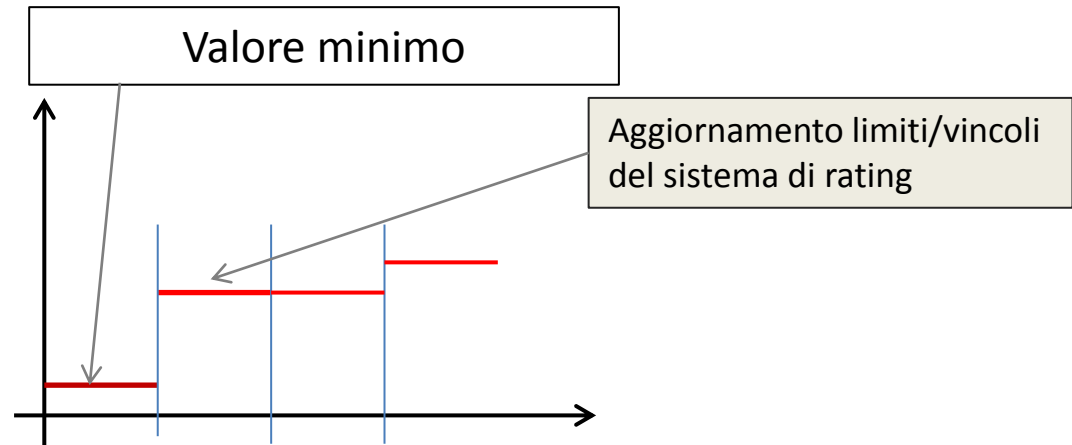 Valore minimo
Aggiornamento limiti/vincoli
del sistema di rating